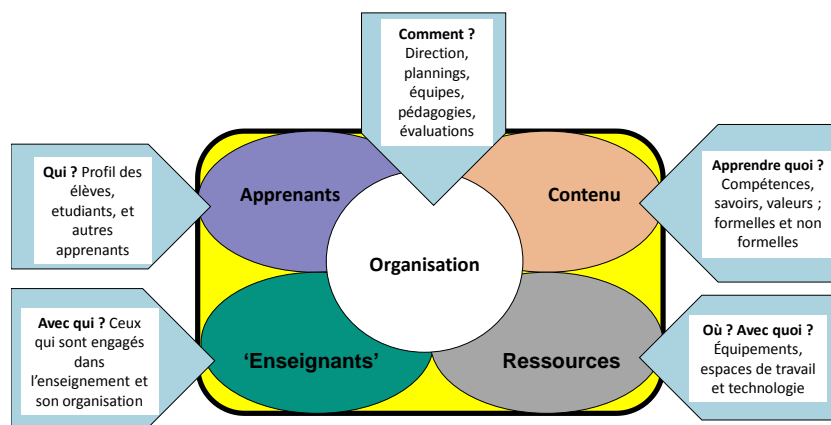 Comment ?
Direction,
plannings,
équipes,
pédagogies,
évaluations
Qui ? Profil des
élèves,
etudiants, et
autres
apprenants
Apprenants
Contenu
Apprendre quoi ?
Compétences,
savoirs, valeurs ;
formelles et non
formelles
Organisation
Avec qui ? Ceux
qui sont engagés
dans
l’enseignement et
son organisation
‘Enseignants’
Ressources
Où ? Avec quoi ?
Équipements,
espaces de travail
et technologie